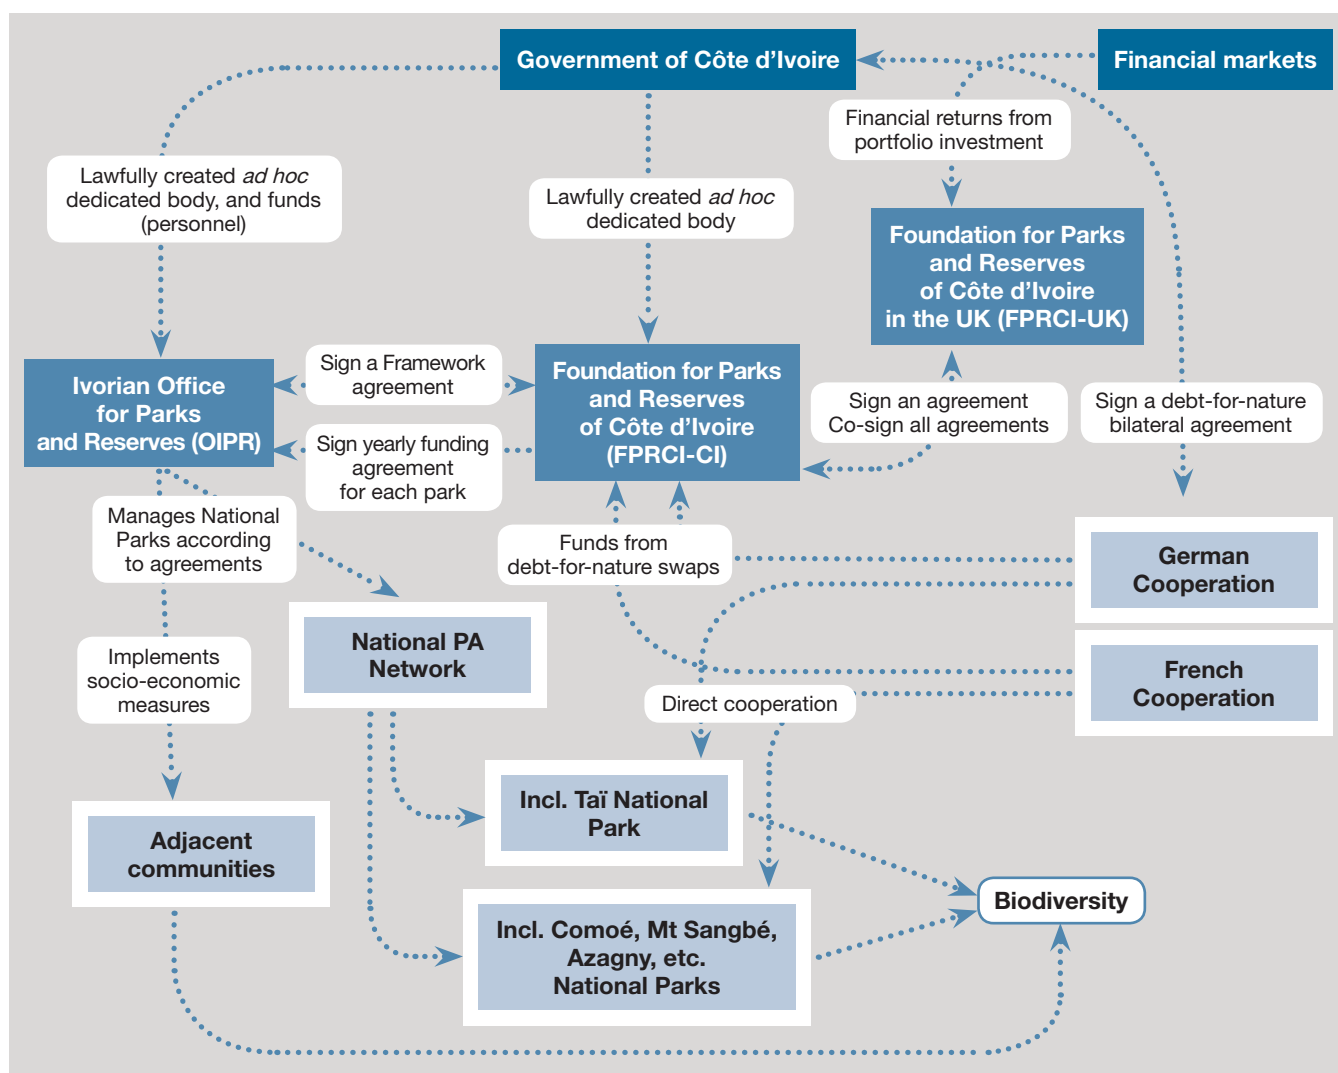 Government of Côte d’Ivoire
Financial markets
Financial returns from
portfolio investment
Lawfully created ad hoc
dedicated body, and funds
(personnel)
Lawfully created ad hoc
dedicated body
Foundation for Parks
and Reserves
of Côte d’Ivoire
in the UK (FPRCI-UK)
Ivorian Office
for Parks
and Reserves (OIPR)
Sign a Framework
agreement
Foundation for Parks
and Reserves
of Côte d’Ivoire
(FPRCI-CI)
Sign an agreement
Co-sign all agreements
Sign a debt-for-nature
bilateral agreement
Sign yearly funding
agreement
for each park
Manages National
Parks according
to agreements
Funds from
debt-for-nature swaps
German
Cooperation
National PA
Network
French
Cooperation
Implements
socio-economic
measures
Direct cooperation
Incl. Taï National
Park
Adjacent
communities
Biodiversity
Incl. Comoé, Mt Sangbé,
Azagny, etc.
National Parks